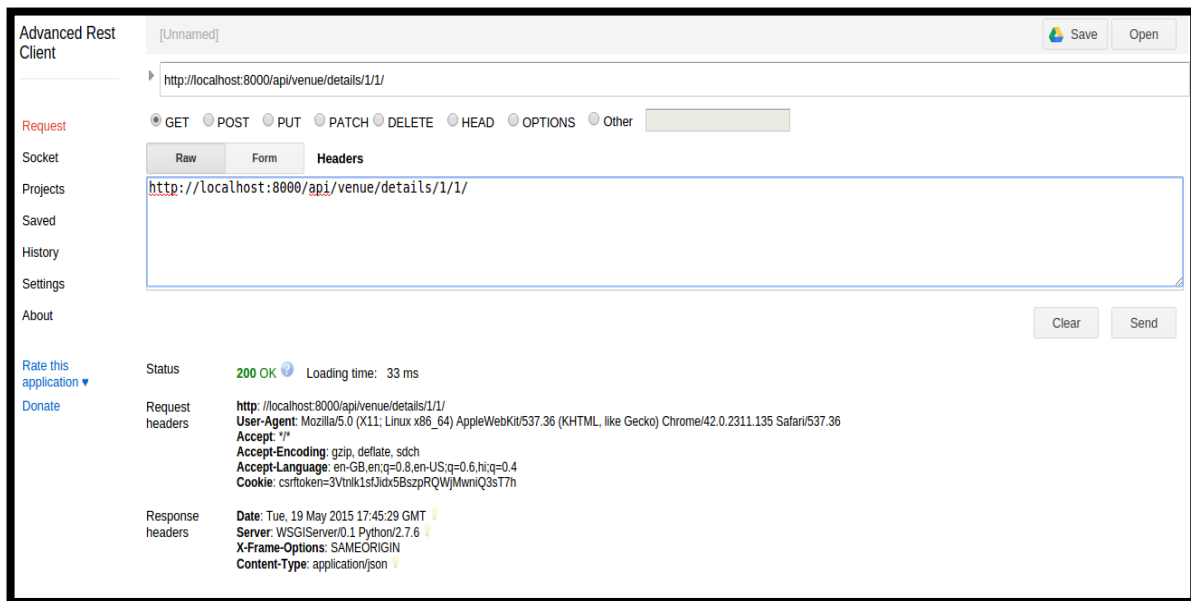 Advanced Rest
Client
[Unnamed]
Save
Open
http://localhost:8000/api/venue/details/1/1/
Request
Socket
Projects
Saved
History
Settings
About
Rate this
application ♥
Donate
GET POST PUT PATCH DELETE HEAD OPTIONS Other
Raw Form Headers
http://localhost:8000/api/venue/details/1/1/
Clear Send
Status 200 OK ? Loading time: 33 ms
Request
headers
http: //localhost:8000/api/venue/details/1/1/
User-Agent: Mozilla/5.0 (X11; Linux x86_64) AppleWebKit/537.36 (KHTML, like Gecko) Chrome/42.0.2311.135 Safari/537.36
Accept: */*
Accept-Encoding: gzip, deflate, sdch
Accept-Language: en-GB,en;q=0.8,en-US;q=0.6,hi;q=0.4
Cookie: csrftoken=3Vtnlk1sfJidx5BszpRQWjMwniQ3sT7h
Response
headers
Date: Tue, 19 May 2015 17:45:29 GMT
Server: WSGIServer/0.1 Python/2.7.6
X-Frame-Options: SAMEORIGIN
Content-Type: application/json